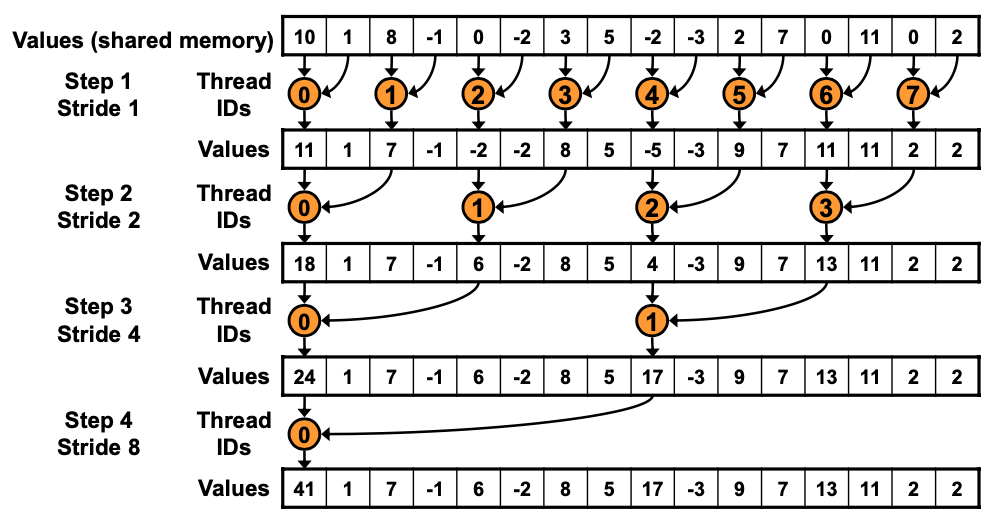 Values (shared memory) 10 1 8 -1 0 -2 3 5 -2 -3 2 7 0 11 0 2
Step 1 Thread
Stride 1 IDs
0 1 2 3 4 5 6 7
Values 11 1 7 -1 -2 -2 8 5 -5 -3 9 7 11 11 2 2
Step 2 Thread
Stride 2 IDs
0 1 2 3
Values 18 1 7 -1 6 -2 8 5 4 -3 9 7 13 11 2 2
Step 3 Thread
Stride 4 IDs
0 1
Values 24 1 7 -1 6 -2 8 5 17 -3 9 7 13 11 2 2
Step 4 Thread
Stride 8 IDs
0
Values 41 1 7 -1 6 -2 8 5 17 -3 9 7 13 11 2 2